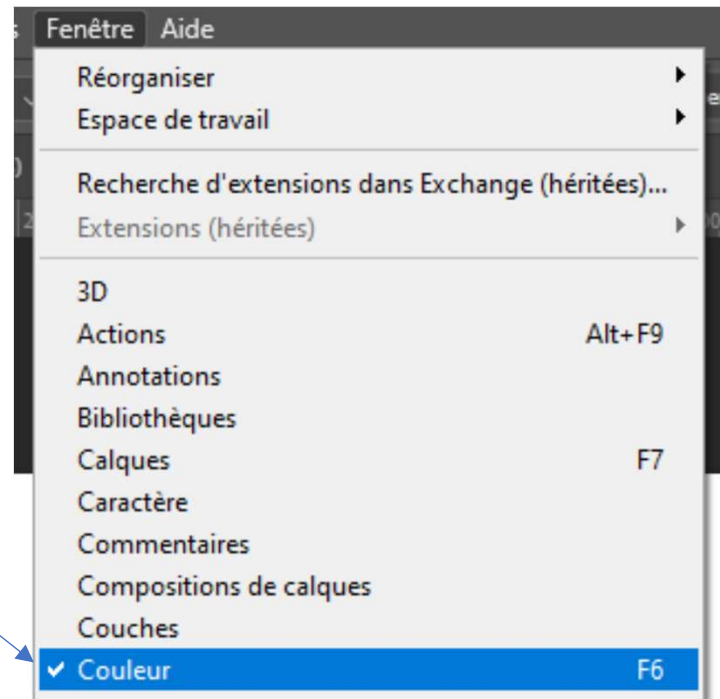 Fenêtre Aide
Réorganiser
Espace de travail
Recherche d'extensions dans Exchange (héritées)...
Extensions (héritées)
3D
Actions Alt+F9
Annotations
Bibliothèques
Calques F7
Caractère
Commentaires
Compositions de calques
Couches
Couleur F6